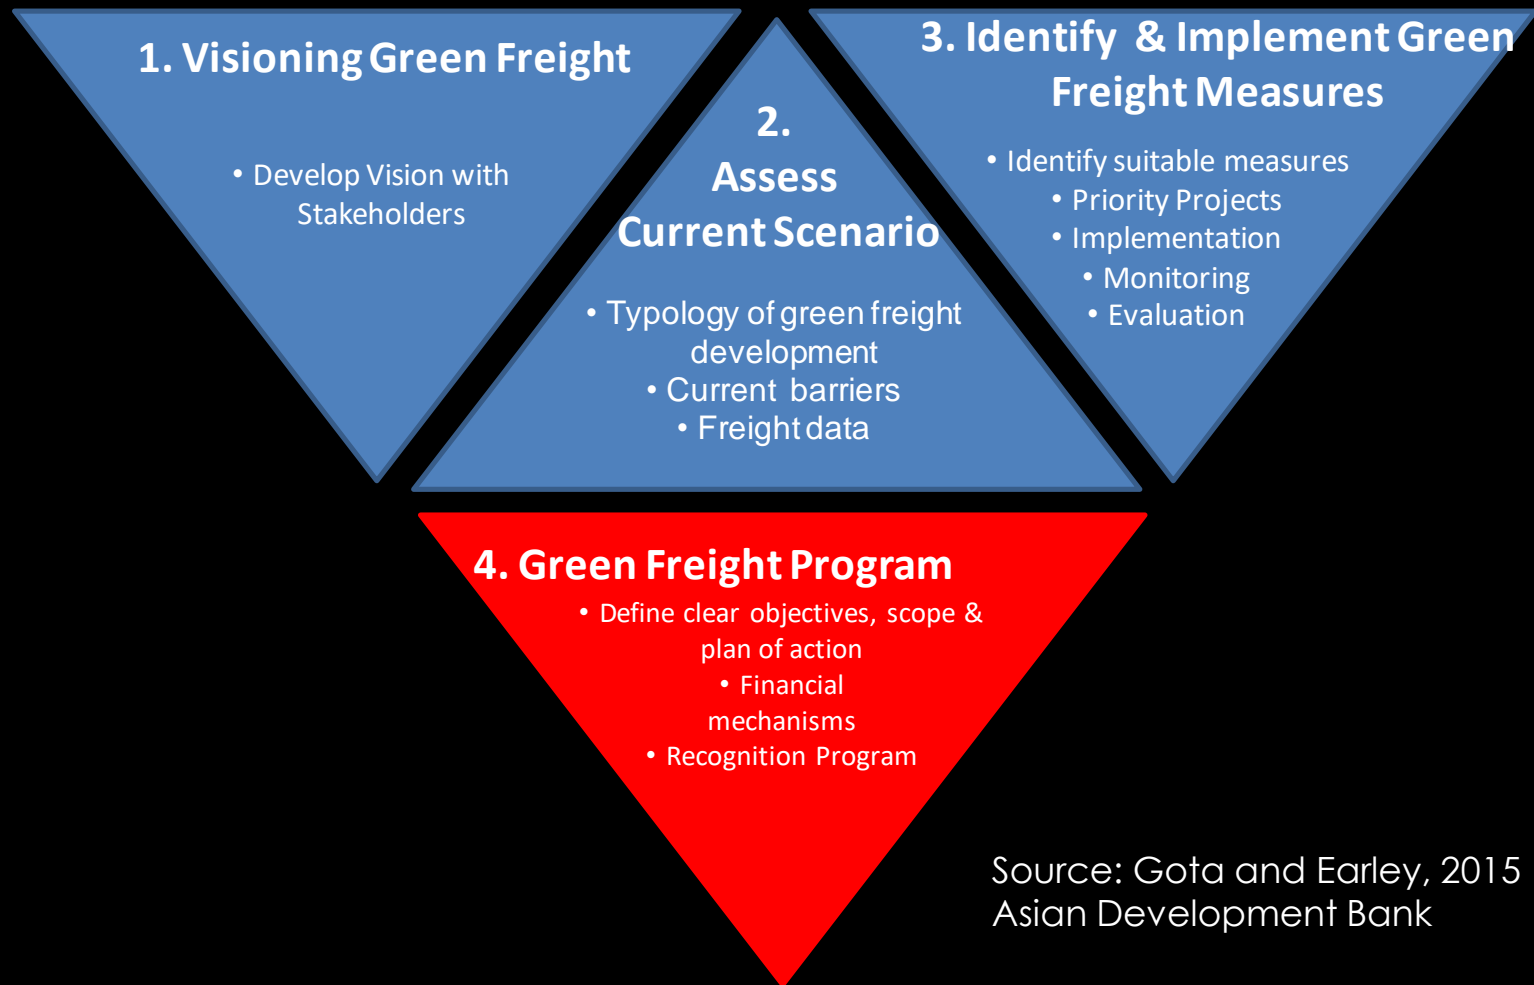 1. Visioning Green Freight
• Develop Vision with
Stakeholders
2.
Assess
Current Scenario
• Typology of green freight
development
• Current barriers
• Freight data
3. Identify & Implement Green
Freight Measures
• Identify suitable measures
• Priority Projects
• Implementation
• Monitoring
• Evaluation
4. Green Freight Program
• Define clear objectives, scope &
plan of action
• Financial
mechanisms
• Recognition Program
Source: Gota and Earley, 2015
Asian Development Bank